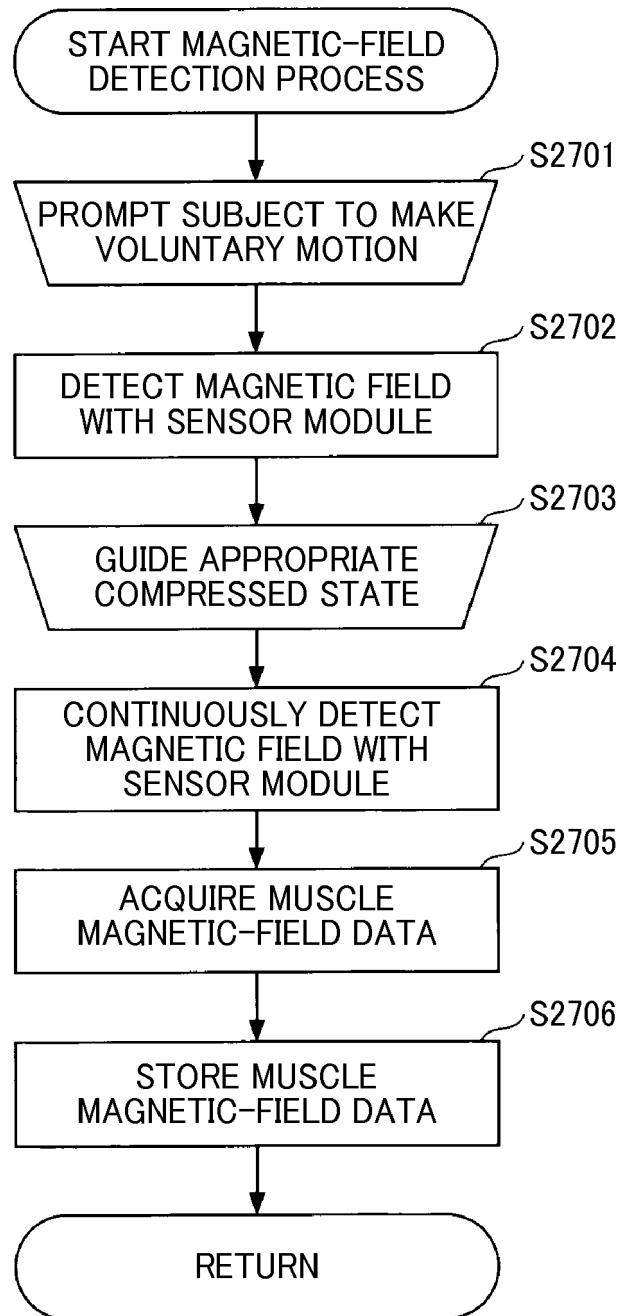 START MAGNETIC-FIELD
DETECTION PROCESS
S2701
PROMPT SUBJECT TO MAKE
VOLUNTARY MOTION
S2702
DETECT MAGNETIC FIELD
WITH SENSOR MODULE
S2703
GUIDE APPROPRIATE
COMPRESSED STATE
S2704
CONTINUOUSLY DETECT
MAGNETIC FIELD WITH
SENSOR MODULE
S2705
ACQUIRE MUSCLE
MAGNETIC-FIELD DATA
S2706
STORE MUSCLE
MAGNETIC-FIELD DATA
RETURN